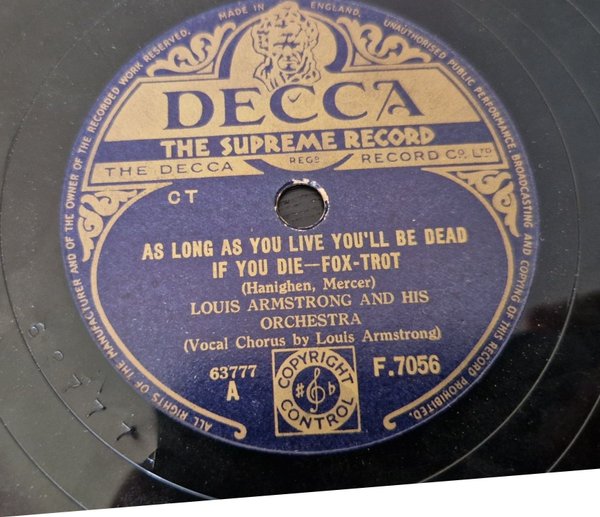 MADE IN ENGLAND.
ALL RIGHTS OF THE MANUFACTURER AND OF THE OWNER OF THE RECORDED WORK RESERVED.
UNAUTHORISED PUBLIC PERFORMANCE, BROADCASTING AND COPYING OF THIS RECORD PROHIBITED.
DECCA
THE SUPREME RECORD
THE DECCA REGD RECORD CO. LTD
CT
AS LONG AS YOU LIVE YOU'LL BE DEAD
IF YOU DIE—FOX-TROT
(Hanighen, Mercer)
LOUIS ARMSTRONG AND HIS
ORCHESTRA
(Vocal Chorus by Louis Armstrong)
63777
A
COPYRIGHT
CONTROL
F.7056